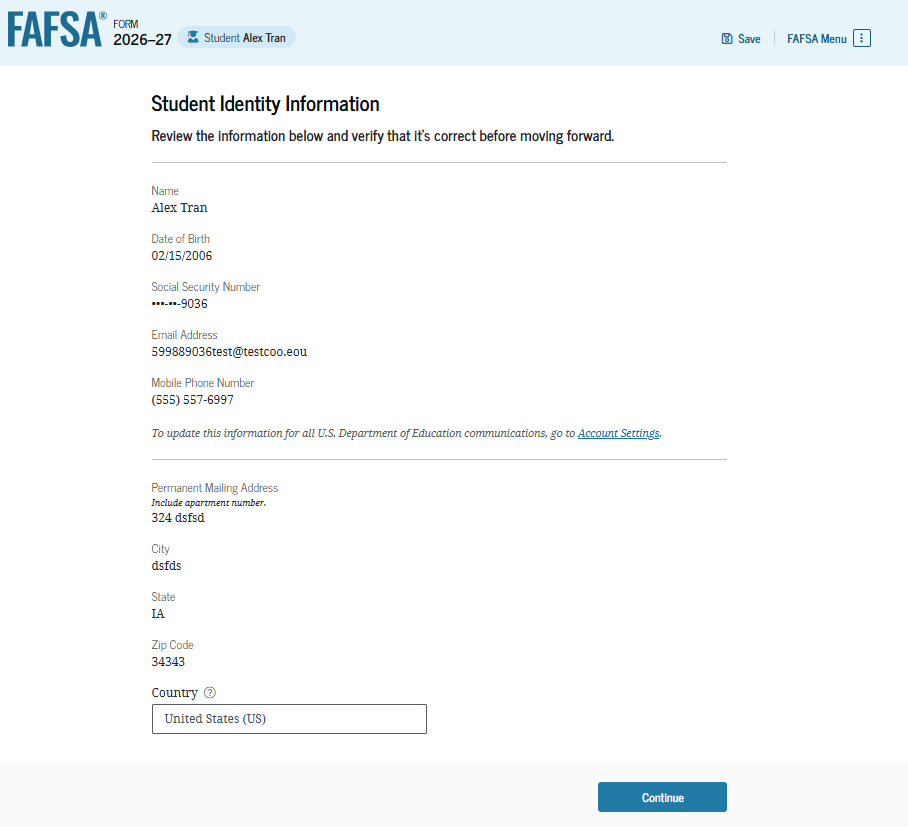 FAFSA® FORM 2026–27 Student Alex Tran Save FAFSA Menu
Student Identity Information
Review the information below and verify that it's correct before moving forward.
Name
Alex Tran
Date of Birth
02/15/2006
Social Security Number
•••-••-9036
Email Address
599889036test@testcoo.eou
Mobile Phone Number
(555) 557-6997
To update this information for all U.S. Department of Education communications, go to Account Settings.
Permanent Mailing Address
Include apartment number.
324 dsfsd
City
dsfds
State
IA
Zip Code
34343
Country ?
United States (US)
Continue